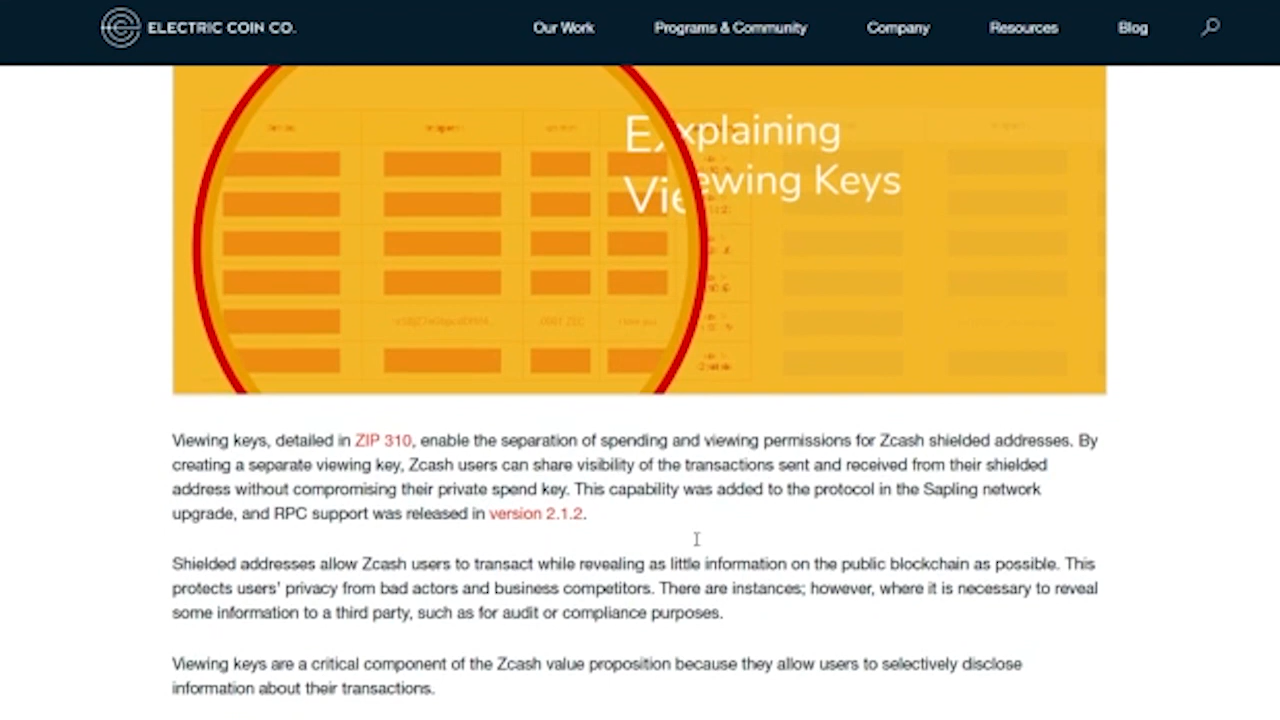 ELECTRIC COIN CO.
Our Work
Programs & Community
Company
Resources
Blog
Explaining
Viewing Keys
Viewing keys, detailed in ZIP 310, enable the separation of spending and viewing permissions for Zcash shielded addresses. By
creating a separate viewing key, Zcash users can share visibility of the transactions sent and received from their shielded
address without compromising their private spend key. This capability was added to the protocol in the Sapling network
upgrade, and RPC support was released in version 2.1.2.
Shielded addresses allow Zcash users to transact while revealing as little information on the public blockchain as possible. This
protects users' privacy from bad actors and business competitors. There are instances; however, where it is necessary to reveal
some information to a third party, such as for audit or compliance purposes.
Viewing keys are a critical component of the Zcash value proposition because they allow users to selectively disclose
information about their transactions.